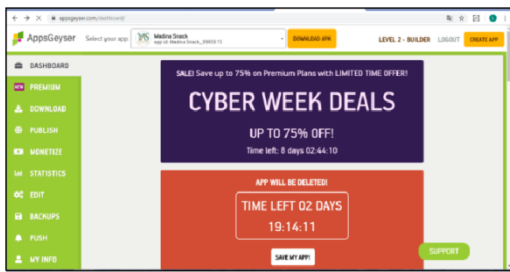 appsgeyser.com/dashboard/
AppsGeyser
Select your app:
Medina Snack
DOWNLOAD APK
LEVEL 2 - BUILDER
LOGOUT
CREATE APP
DASHBOARD
NEW PREMIUM
DOWNLOAD
PUBLISH
MONETIZE
STATISTICS
EDIT
BACKUPS
PUSH
MY INFO
SALE! Save up to 75% on Premium Plans with LIMITED TIME OFFER!
CYBER WEEK DEALS
UP TO 75% OFF!
Time left: 8 days 02:44:10
APP WILL BE DELETED!
TIME LEFT 02 DAYS
19:14:11
SAVE MY APP!
SUPPORT